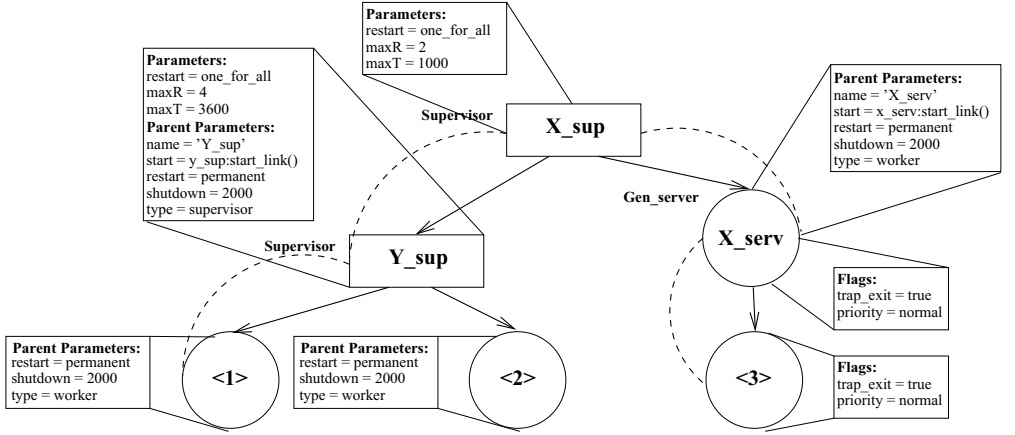 Parameters:
restart = one_for_all
maxR = 2
maxT = 1000
Parameters:
restart = one_for_all
maxR = 4
maxT = 3600
Parent Parameters:
name = ’Y_sup’
start = y_sup:start_link()
restart = permanent
shutdown = 2000
type = supervisor
Supervisor
X_sup
Parent Parameters:
name = ’X_serv’
start = x_serv:start_link()
restart = permanent
shutdown = 2000
type = worker
Gen_server
X_serv
Supervisor
Y_sup
Flags:
trap_exit = true
priority = normal
Parent Parameters:
restart = permanent
shutdown = 2000
type = worker
<1>
Parent Parameters:
restart = permanent
shutdown = 2000
type = worker
<2>
<3>
Flags:
trap_exit = true
priority = normal